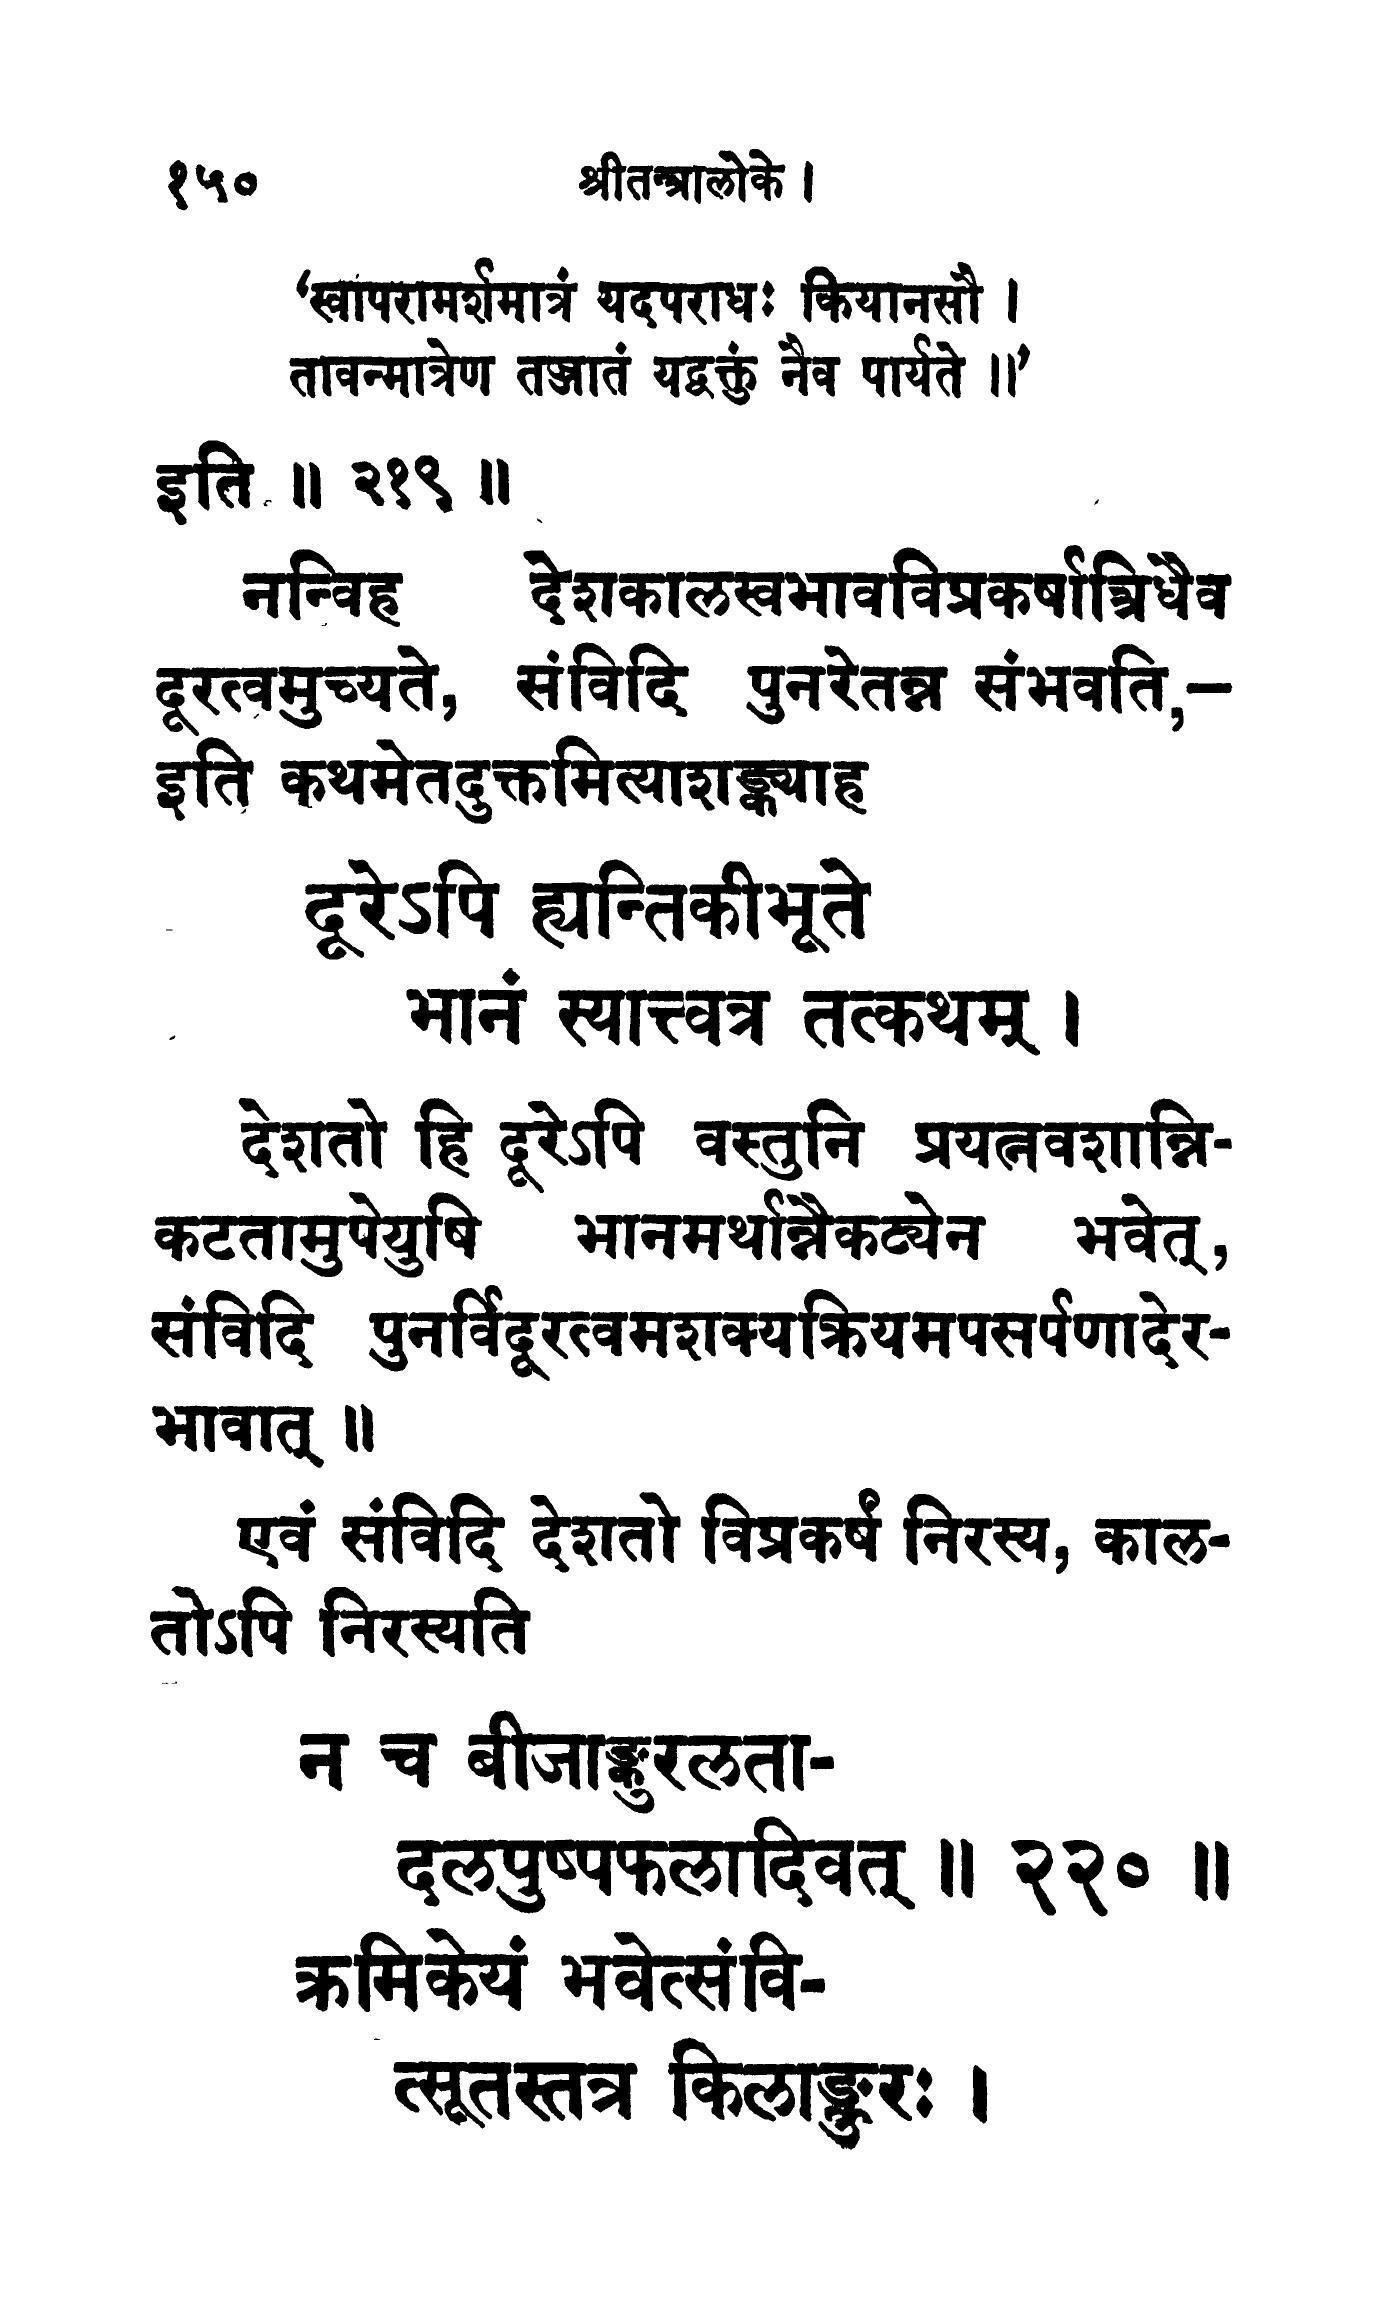 १५० श्रीतन्त्रालोके ।
‘स्वापरामर्शमात्रं यदपराधः कियानसौ ।
तावन्मात्रेण तज्जातं यद्वक्तुं नैव पार्यते ॥’
इति ॥ २१९ ॥
नन्विह देशकालस्वभावविप्रकर्षात्त्रिधैव
दूरत्वमुच्यते, संविदि पुनरेतन्न संभवति,—
इति कथमेतदुक्तमित्याशङ्क्याह
दूरेऽपि ह्यन्तिकीभूते
भानं स्यात्त्वत्र तत्कथम् ।
देशतो हि दूरेऽपि वस्तुनि प्रयत्नवशान्नि-
कटतामुपेयुषि भानमर्थान्नैकट्येन भवेत्,
संविदि पुनर्विदूरत्वमशक्यक्रियमपसर्पणादेर-
भावात् ॥
एवं संविदि देशतो विप्रकर्षं निरस्य, काल-
तोऽपि निरस्यति
न च बीजाङ्कुरलता-
दलपुष्पफलादिवत् ॥ २२० ॥
क्रमिकेयं भवेत्संवि-
त्सूतस्तत्र किलाङ्कुरः ।